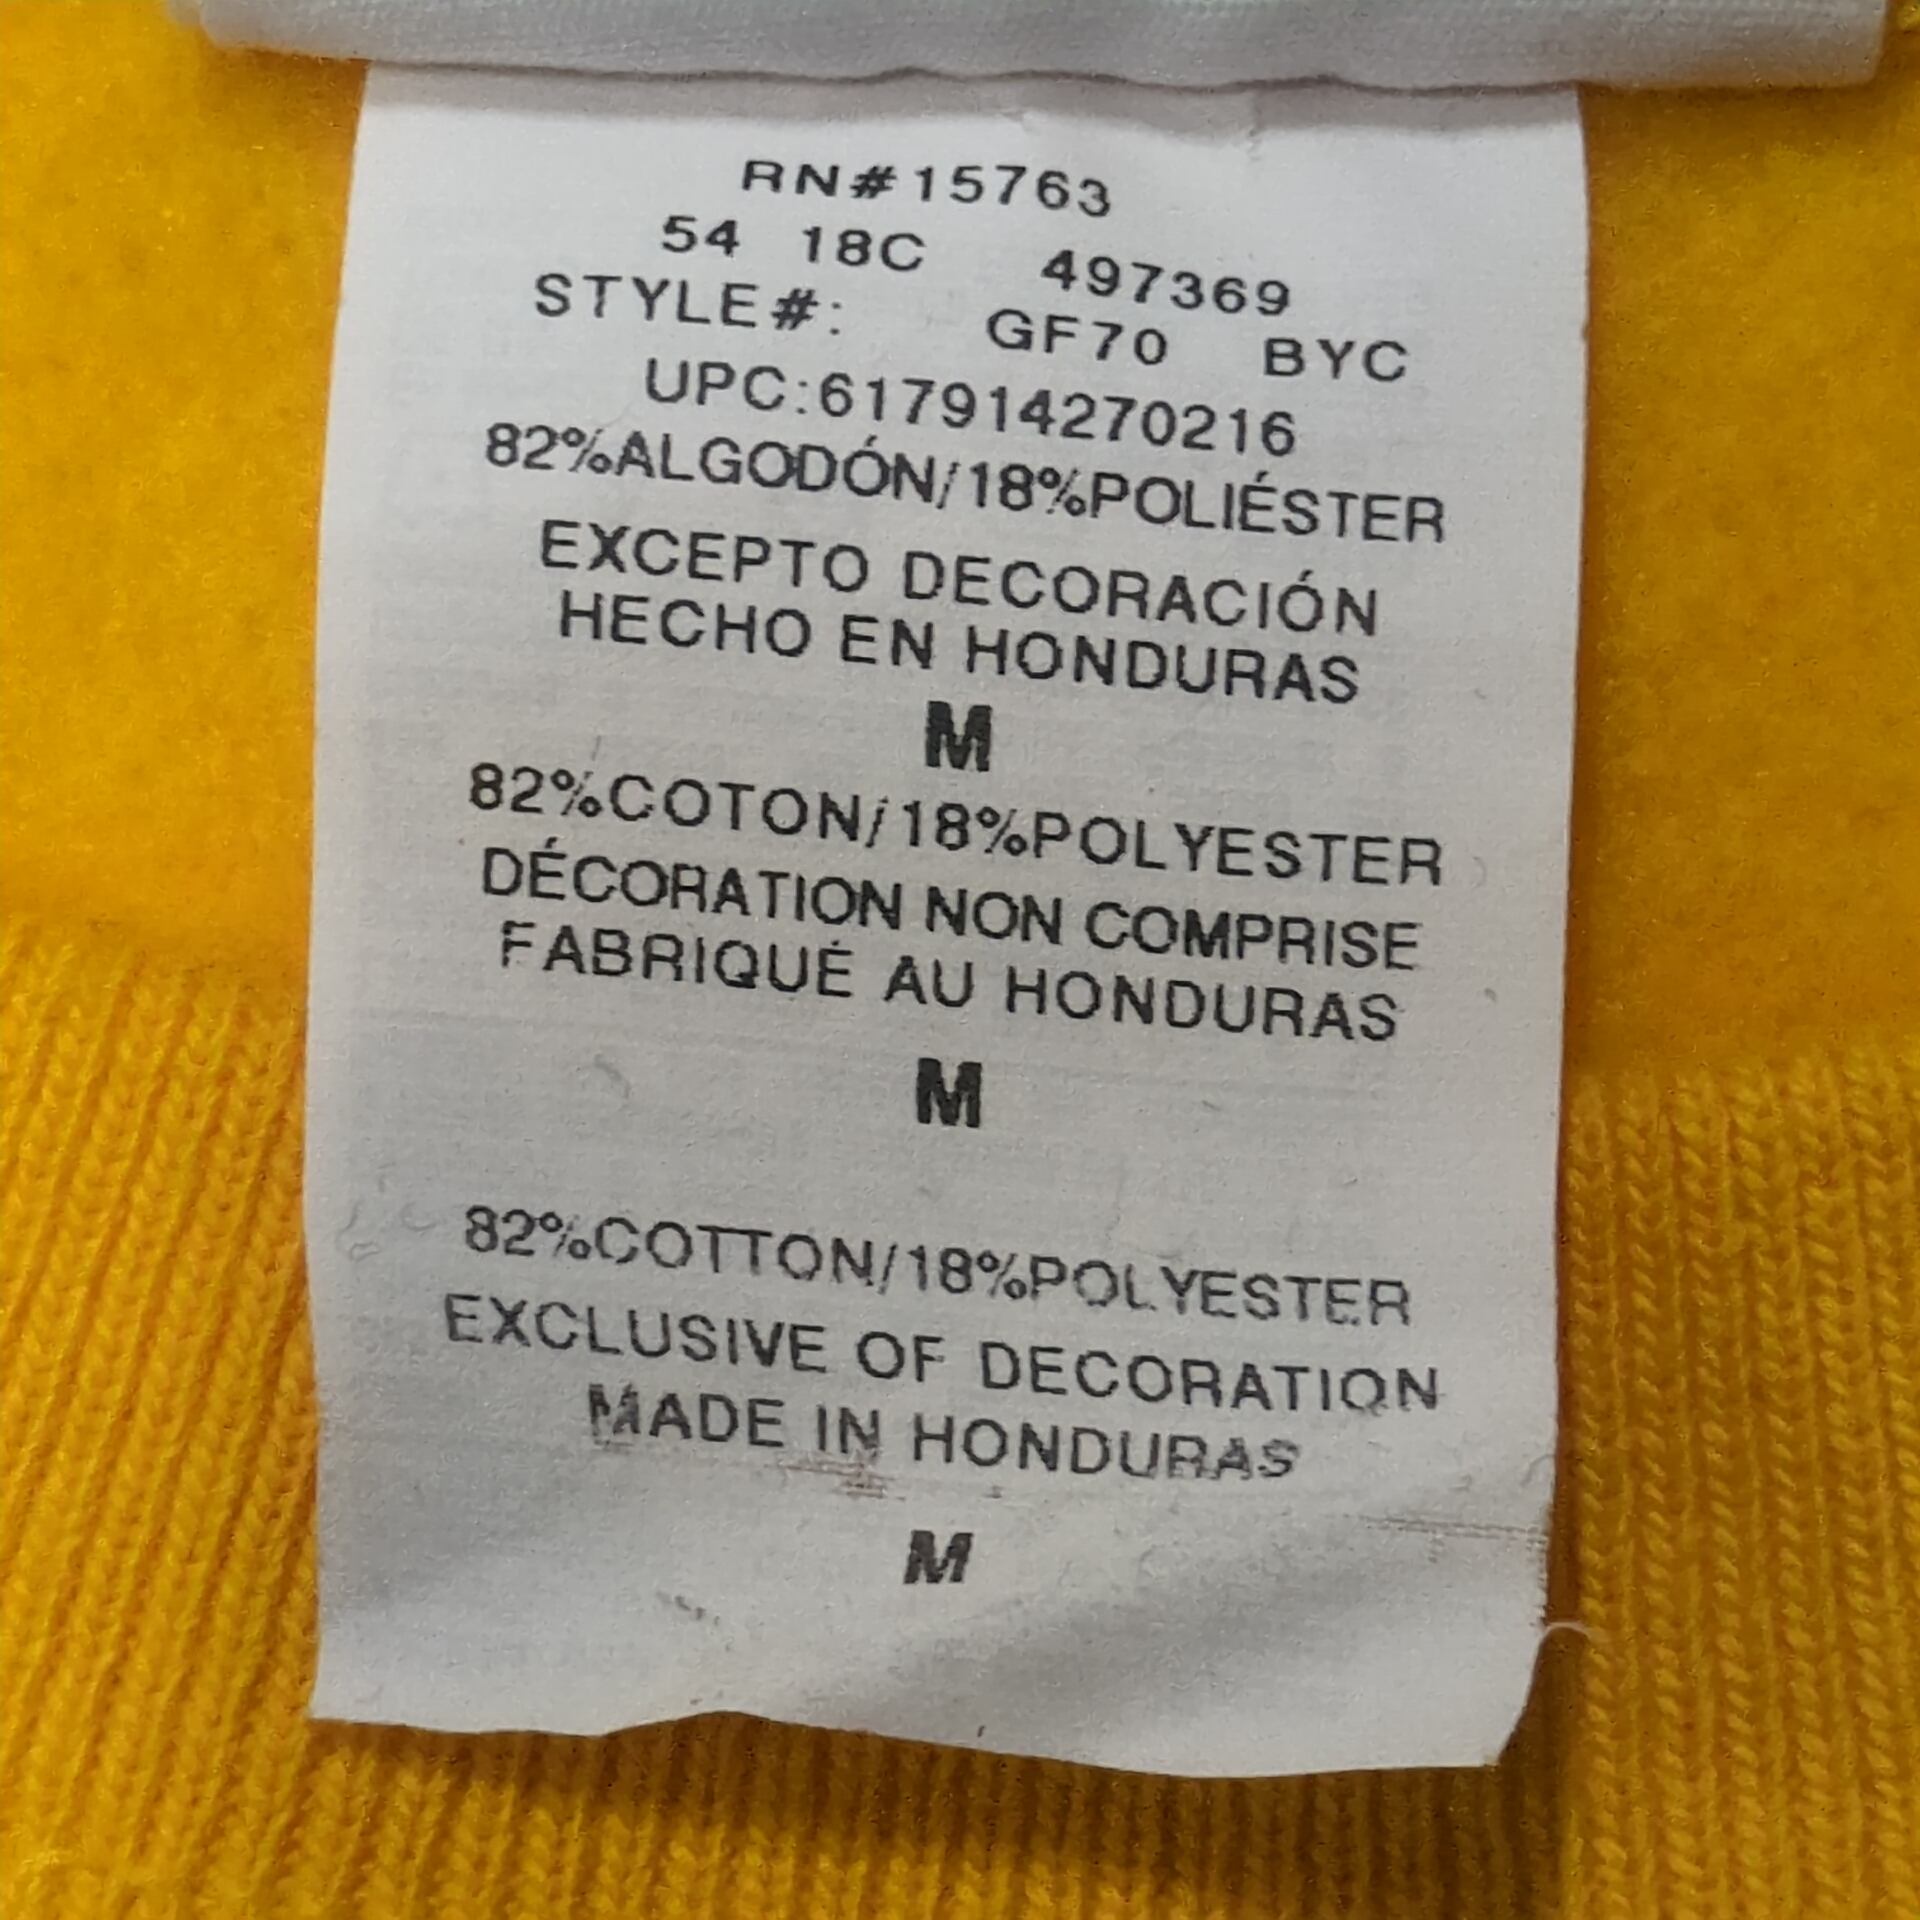 RN#15763
54 18C 497369
STYLE#: GF70 BYC
UPC:617914270216
82%ALGODÓN/18%POLIÉSTER
EXCEPTO DECORACIÓN
HECHO EN HONDURAS
M
82%COTON/18%POLYESTER
DÉCORATION NON COMPRISE
FABRIQUÉ AU HONDURAS
M
82%COTTON/18%POLYESTER
EXCLUSIVE OF DECORATION
MADE IN HONDURAS
M